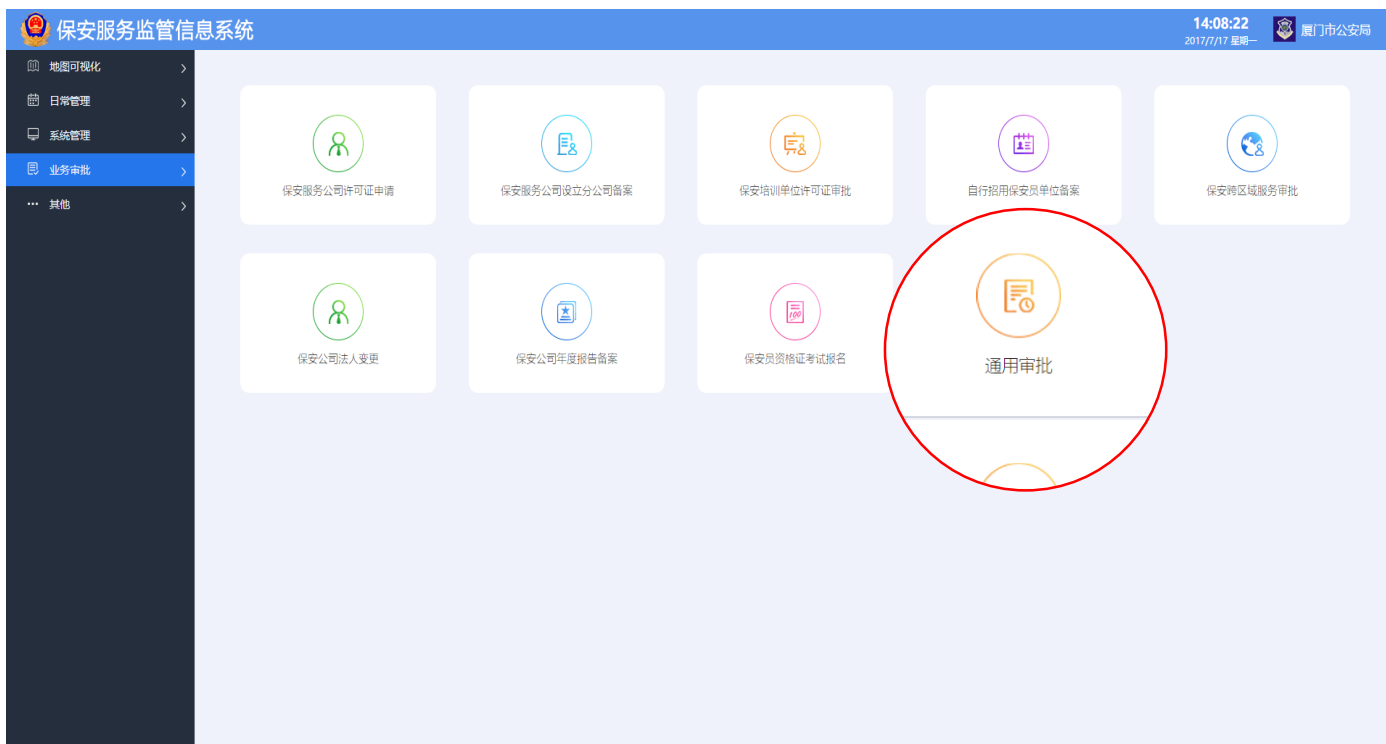 保安服务监管信息系统
14:08:22
2017/7/17 星期一
厦门市公安局
地图可视化
日常管理
系统管理
业务审批
其他
保安服务公司许可证申请
保安服务公司设立分公司备案
保安培训单位许可证审批
自行招用保安员单位备案
保安跨区域服务审批
保安公司法人变更
保安公司年度报告备案
100
保安员资格证考试报名
通用审批